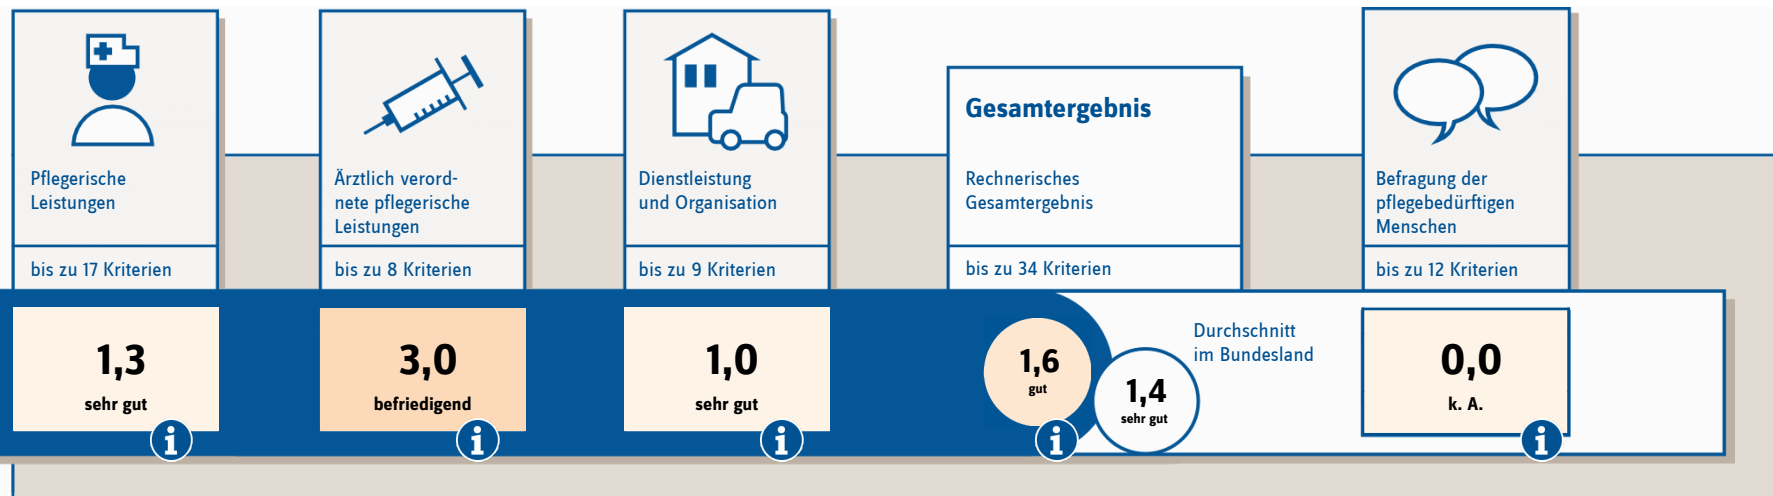 Pflegerische
Leistungen
bis zu 17 Kriterien
1,3
sehr gut
i
Ärztlich verord-
nete pflegerische
Leistungen
bis zu 8 Kriterien
3,0
befriedigend
i
Dienstleistung
und Organisation
bis zu 9 Kriterien
1,0
sehr gut
i
Gesamtergebnis
Rechnerisches
Gesamtergebnis
bis zu 34 Kriterien
1,6
gut
i
Durchschnitt
im Bundesland
1,4
sehr gut
Befragung der
pflegebedürftigen
Menschen
bis zu 12 Kriterien
0,0
k. A.
i